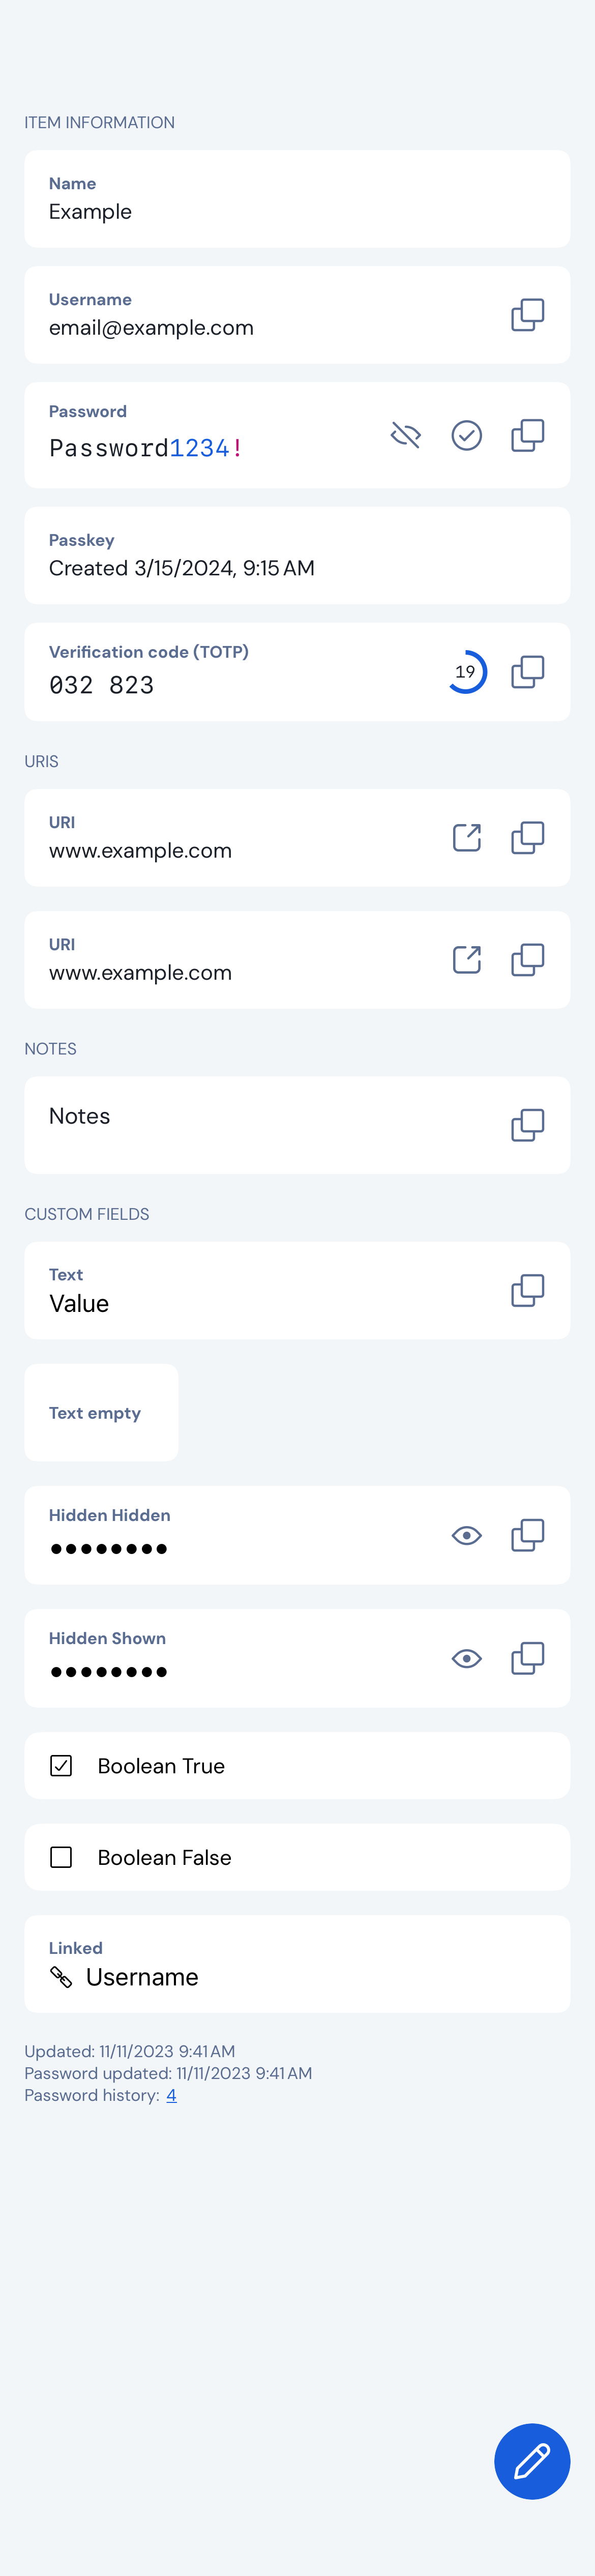 ITEM INFORMATION
Name
Example
Username
email@example.com
Password
Password1234!
Passkey
Created 3/15/2024, 9:15 AM
Verification code (TOTP)
032 823
19
URIS
URI
www.example.com
URI
www.example.com
NOTES
Notes
CUSTOM FIELDS
Text
Value
Text empty
Hidden Hidden
••••••••
Hidden Shown
••••••••
Boolean True
Boolean False
Linked
Username
Updated: 11/11/2023 9:41 AM
Password updated: 11/11/2023 9:41 AM
Password history: 4